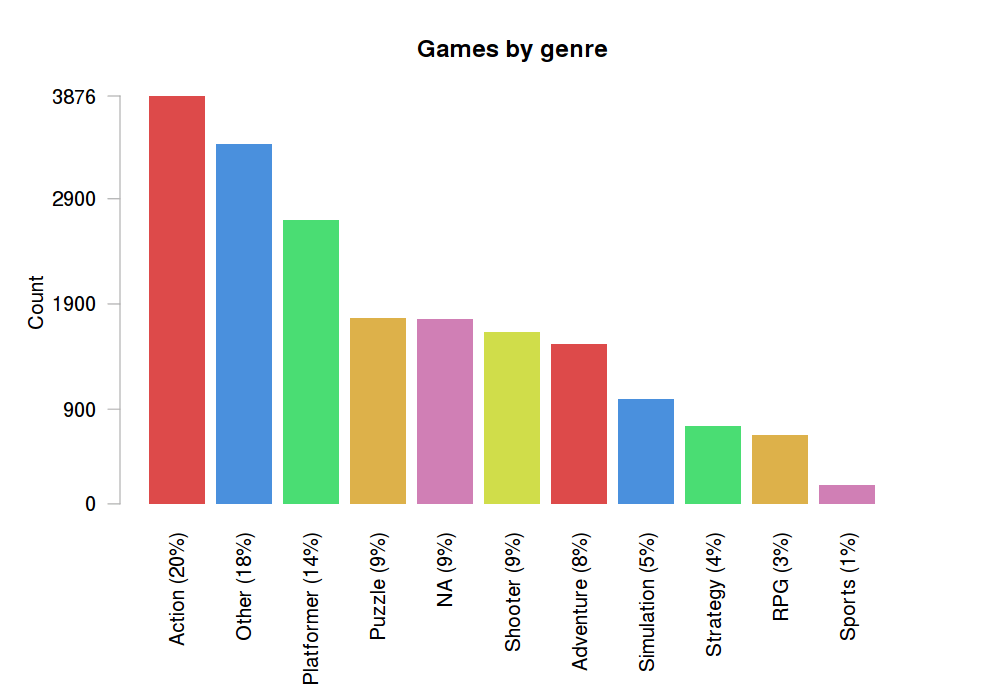 Games by genre
Count
3876
2900
1900
900
0
Action (20%)
Other (18%)
Platformer (14%)
Puzzle (9%)
NA (9%)
Shooter (9%)
Adventure (8%)
Simulation (5%)
Strategy (4%)
RPG (3%)
Sports (1%)